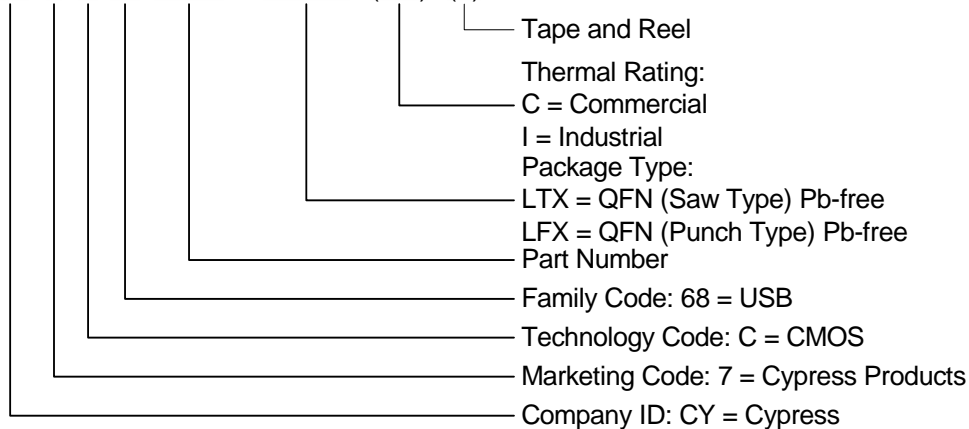 Tape and Reel
Thermal Rating:
C = Commercial
I = Industrial
Package Type:
LTX = QFN (Saw Type) Pb-free
LFX = QFN (Punch Type) Pb-free
Part Number
Family Code: 68 = USB
Technology Code: C = CMOS
Marketing Code: 7 = Cypress Products
Company ID: CY = Cypress